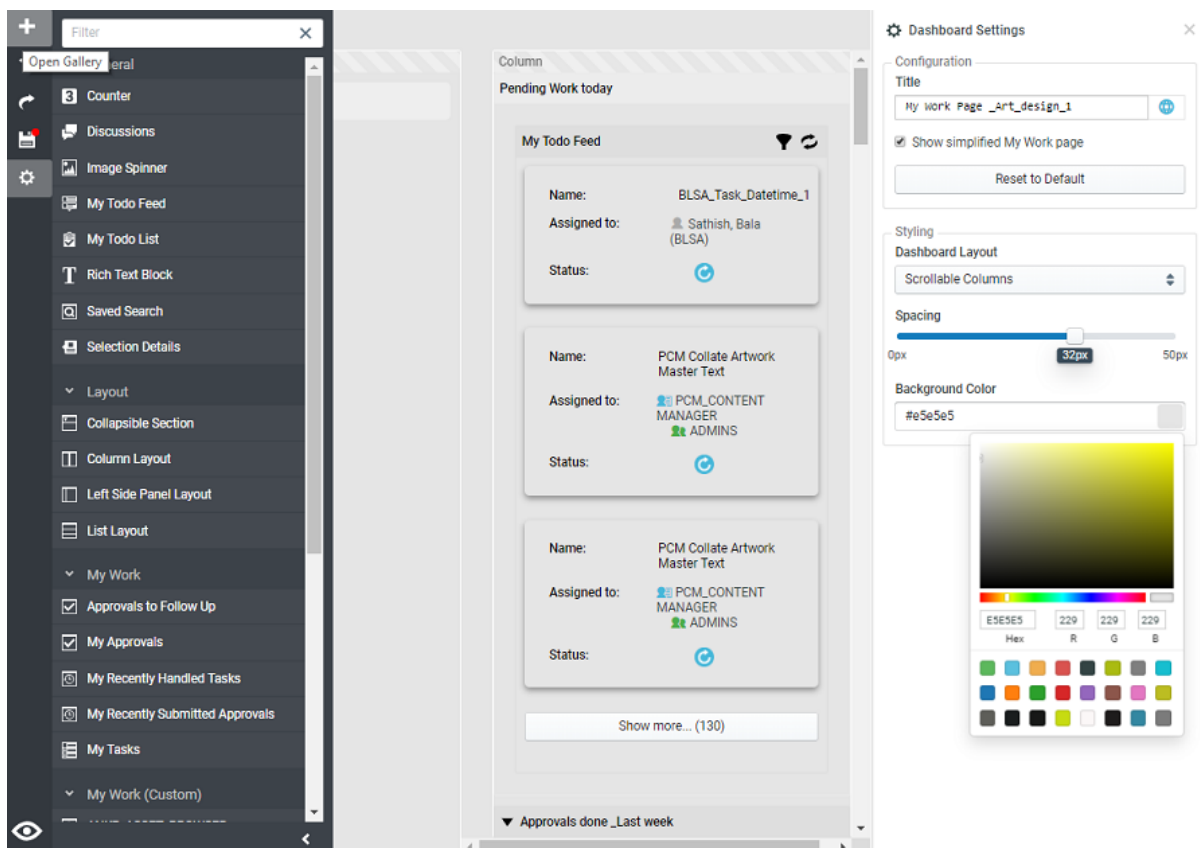 Filter
Open Gallery
eral
Counter
Discussions
Image Spinner
My Todo Feed
My Todo List
Rich Text Block
Saved Search
Selection Details
Layout
Collapsible Section
Column Layout
Left Side Panel Layout
List Layout
My Work
Approvals to Follow Up
My Approvals
My Recently Handled Tasks
My Recently Submitted Approvals
My Tasks
My Work (Custom)
Column
Pending Work today
My Todo Feed
Name: BLSA_Task_Datetime_1
Assigned to: Sathish, Bala
(BLSA)
Status:
Name: PCM Collate Artwork
Master Text
Assigned to: PCM_CONTENT
MANAGER
ADMINS
Status:
Name: PCM Collate Artwork
Master Text
Assigned to: PCM_CONTENT
MANAGER
ADMINS
Status:
Show more... (130)
Approvals done _Last week
Dashboard Settings
Configuration
Title
My Work Page _Art_design_1
Show simplified My Work page
Reset to Default
Styling
Dashboard Layout
Scrollable Columns
Spacing
0px 32px 50px
Background Color
#e5e5e5
E5E5E5 229 229 229
Hex R G B